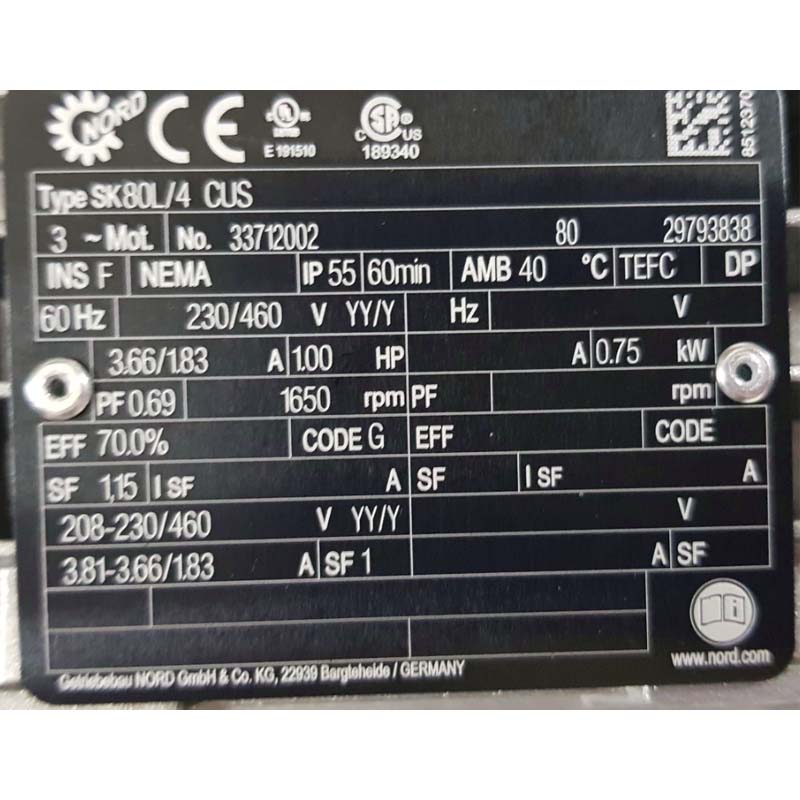 NORD CE UL LISTED E 191510 C SA US 189340 8512370
Type SK80L/4 CUS
3 ~Mot. No. 33712002 80 29793838
INS F NEMA IP 55 60min AMB 40 °C TEFC DP
60 Hz 230/460 V YY/Y Hz V
3.66/1.83 A 1.00 HP A 0.75 kW
PF 0.69 1650 rpm PF rpm
EFF 70.0% CODE G EFF CODE
SF 1,15 I SF A SF I SF A
208-230/460 V YY/Y V
3.81-3.66/1.83 A SF 1 A SF
i
www.nord.com
Getriebebau NORD GmbH & Co. KG, 22939 Bargteheide / GERMANY